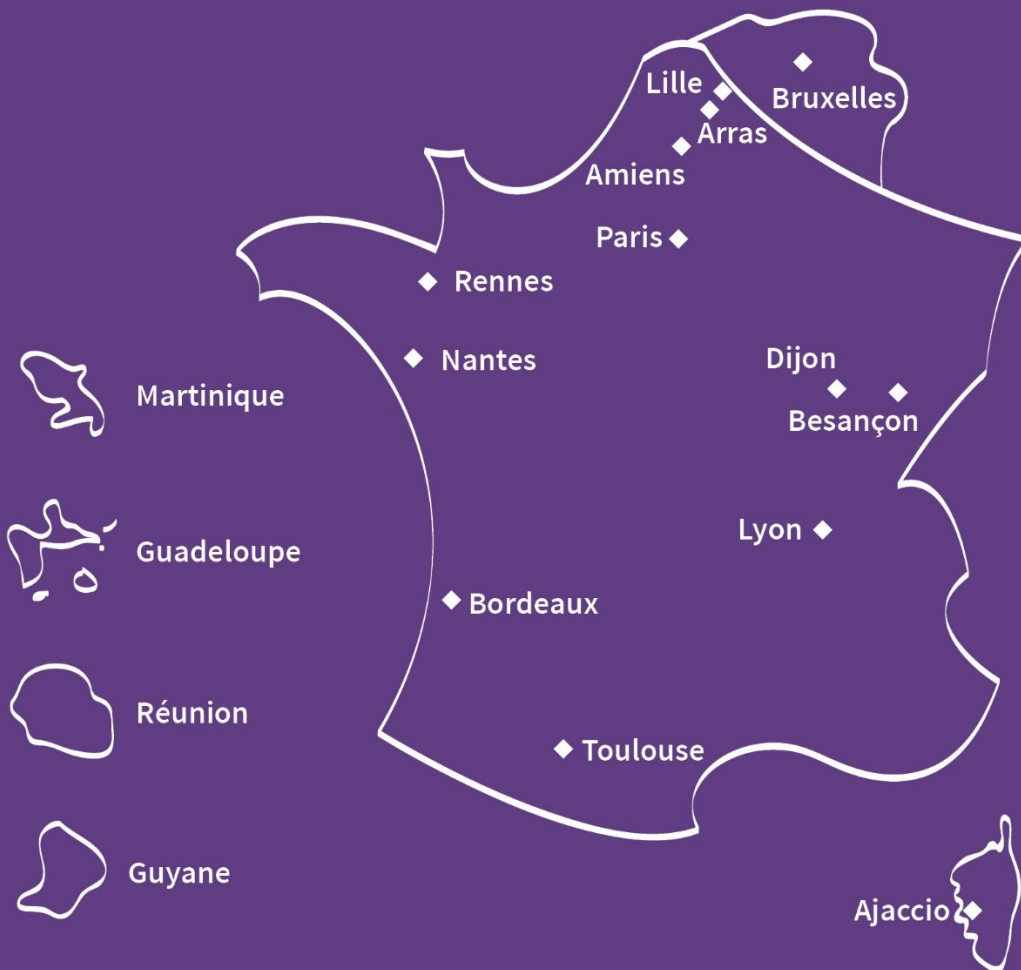 Lille
Bruxelles
Arras
Amiens
Paris
Rennes
Nantes
Dijon
Besançon
Martinique
Lyon
Guadeloupe
Bordeaux
Réunion
Toulouse
Guyane
Ajaccio